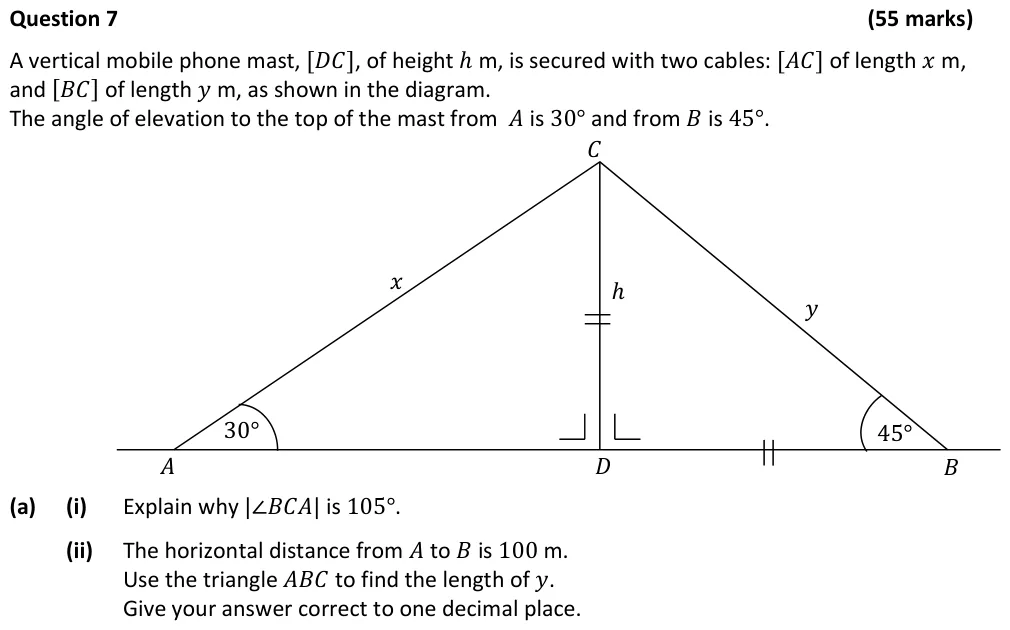 Question 7 (55 marks)
A vertical mobile phone mast, [DC], of height h m, is secured with two cables: [AC] of length x m,
and [BC] of length y m, as shown in the diagram.
The angle of elevation to the top of the mast from A is 30° and from B is 45°.
C
x
h
y
30°
45°
A
D
B
(a) (i) Explain why |∠BCA| is 105°.
(ii) The horizontal distance from A to B is 100 m.
Use the triangle ABC to find the length of y.
Give your answer correct to one decimal place.